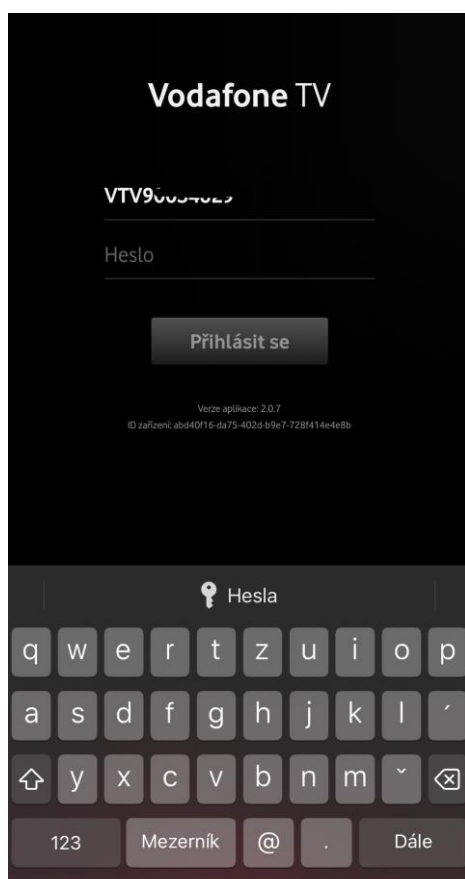 Vodafone TV
Heslo
Přihlásit se
Verze aplikace: 2.0.7
ID zařízení: abd40f16-da75-402d-b9e7-728f414e4e8b
Hesla
q w e r t z u i o p
a s d f g h j k l ´
y x c v b n m ˇ
123 Mezerník @ . Dále